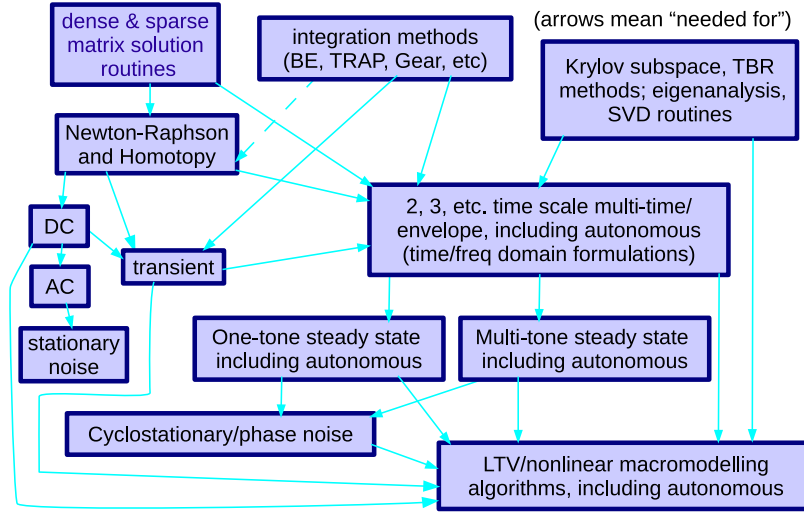 dense & sparse
matrix solution
routines
integration methods
(BE, TRAP, Gear, etc)
(arrows mean “needed for”)
Krylov subspace, TBR
methods; eigenanalysis,
SVD routines
Newton-Raphson
and Homotopy
DC
transient
2, 3, etc. time scale multi-time/
envelope, including autonomous
(time/freq domain formulations)
AC
stationary
noise
One-tone steady state
including autonomous
Multi-tone steady state
including autonomous
Cyclostationary/phase noise
LTV/nonlinear macromodelling
algorithms, including autonomous